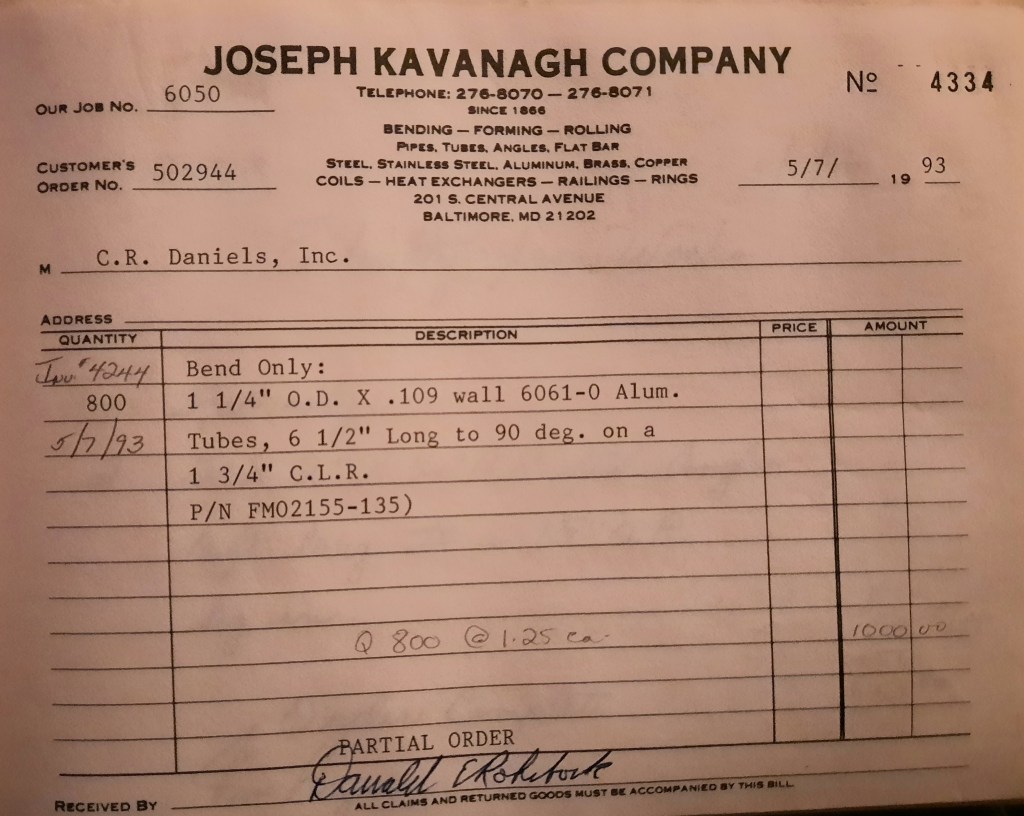 JOSEPH KAVANAGH COMPANY
No 4334
OUR JOB NO. 6050
TELEPHONE: 276-8070 — 276-8071
SINCE 1866
BENDING — FORMING — ROLLING
PIPES, TUBES, ANGLES, FLAT BAR
CUSTOMER'S ORDER NO. 502944
STEEL, STAINLESS STEEL, ALUMINUM, BRASS, COPPER
COILS — HEAT EXCHANGERS — RAILINGS — RINGS
5/7/ 19 93
201 S. CENTRAL AVENUE
BALTIMORE, MD 21202
M C.R. Daniels, Inc.
ADDRESS
QUANTITY DESCRIPTION PRICE AMOUNT
Inv #4244 Bend Only:
800 1 1/4" O.D. X .109 wall 6061-0 Alum.
5/7/93 Tubes, 6 1/2" Long to 90 deg. on a
1 3/4" C.L.R.
P/N FM02155-135)
Q 800 @ 1.25 ea. 1000.00
PARTIAL ORDER
RECEIVED BY Donald
ALL CLAIMS AND RETURNED GOODS MUST BE ACCOMPANIED BY THIS BILL